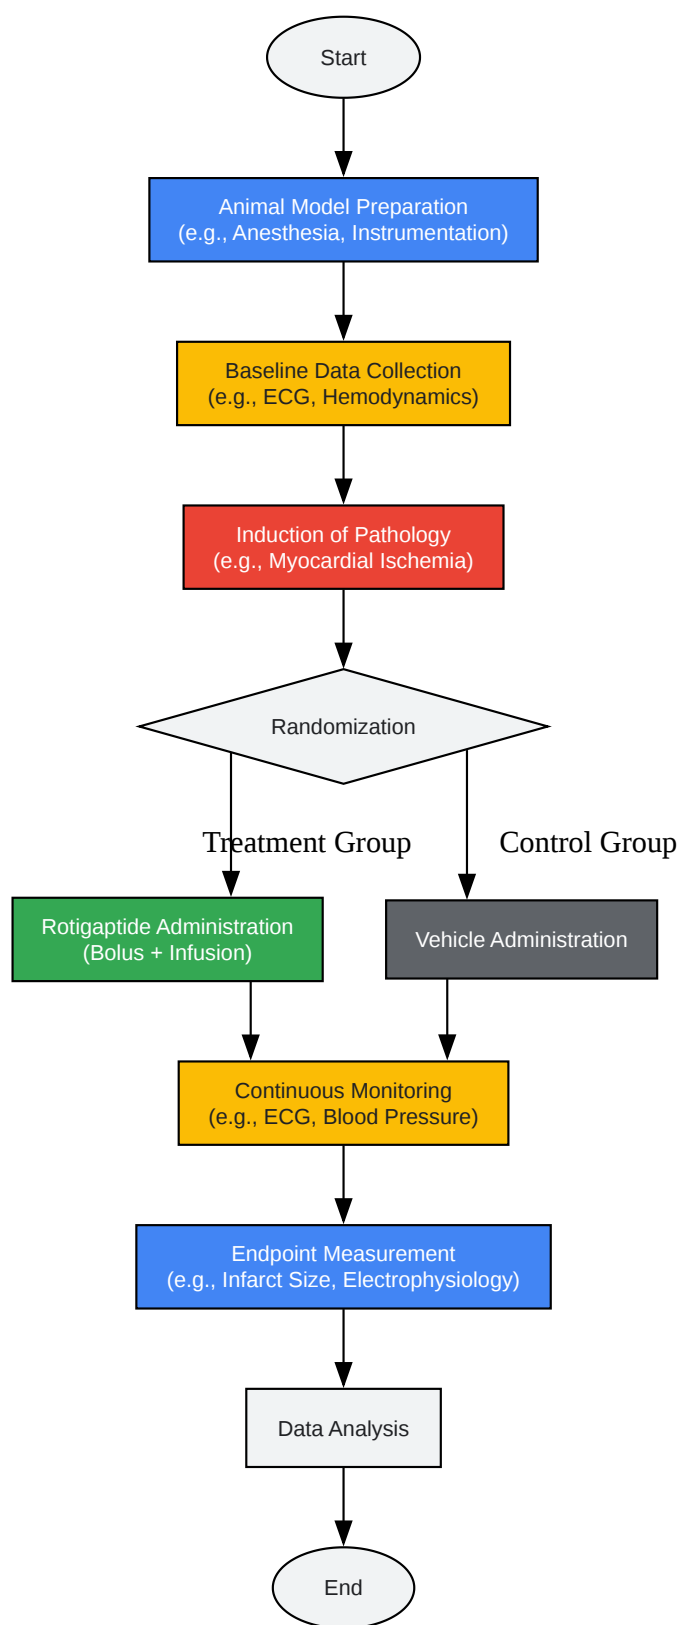 Start
Animal Model Preparation
(e.g., Anesthesia, Instrumentation)
Baseline Data Collection
(e.g., ECG, Hemodynamics)
Induction of Pathology
(e.g., Myocardial Ischemia)
Randomization
Treatment Group
Control Group
Rotigaptide Administration
(Bolus + Infusion)
Vehicle Administration
Continuous Monitoring
(e.g., ECG, Blood Pressure)
Endpoint Measurement
(e.g., Infarct Size, Electrophysiology)
Data Analysis
End